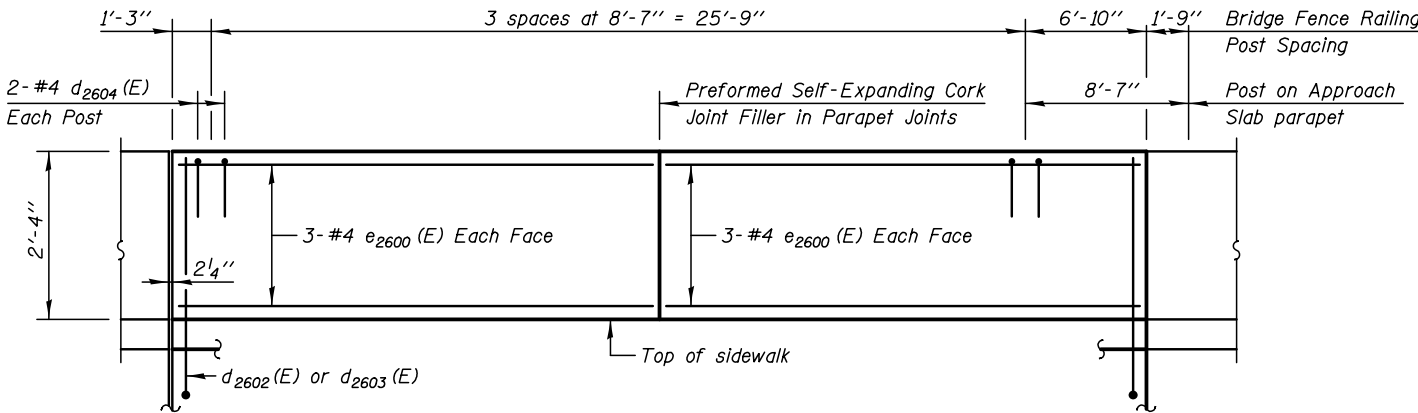 1'-3"
3 spaces at 8'-7" = 25'-9"
6'-10"
1'-9"
Bridge Fence Railing
Post Spacing
2-#4 d2604(E)
Each Post
Preformed Self-Expanding Cork
Joint Filler in Parapet Joints
8'-7"
Post on Approach
Slab parapet
2'-4"
3-#4 e2600(E) Each Face
3-#4 e2600(E) Each Face
2¼"
Top of sidewalk
d2602(E) or d2603(E)